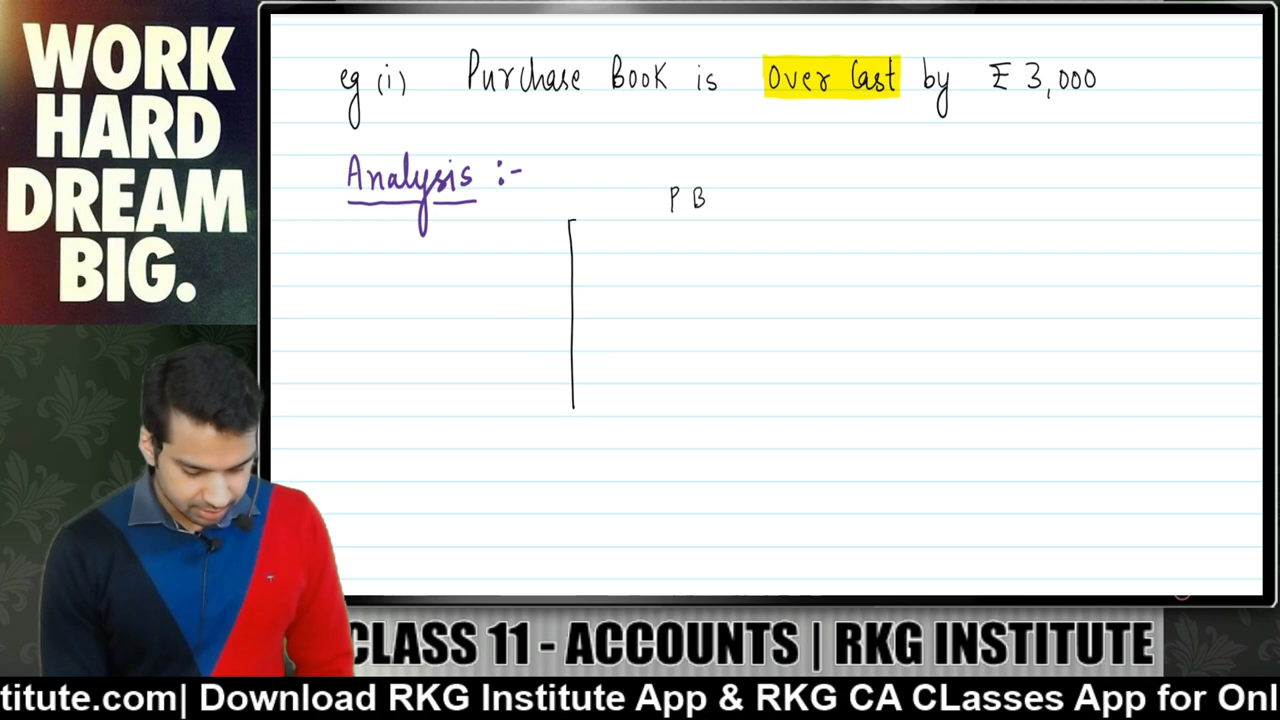 WORK
HARD
DREAM
BIG.
eg (i) Purchase Book is Over Cast by ₹ 3,000
Analysis :-
P B
CLASS 11 - ACCOUNTS | RKG INSTITUTE
titute.com| Download RKG Institute App & RKG CA CLasses App for Onl